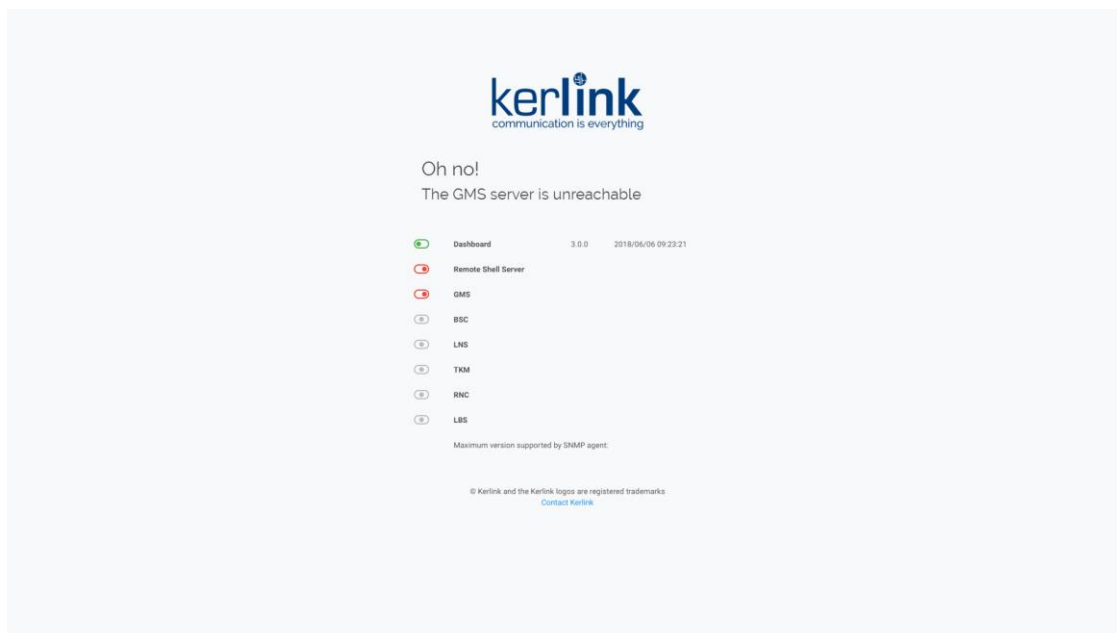 kerlink
communication is everything
Oh no!
The GMS server is unreachable
Dashboard 3.0.0 2018/06/06 09:23:21
Remote Shell Server
GMS
BSC
LNS
TKM
RNC
LBS
Maximum version supported by SNMP agent:
© Kerlink and the Kerlink logos are registered trademarks
Contact Kerlink